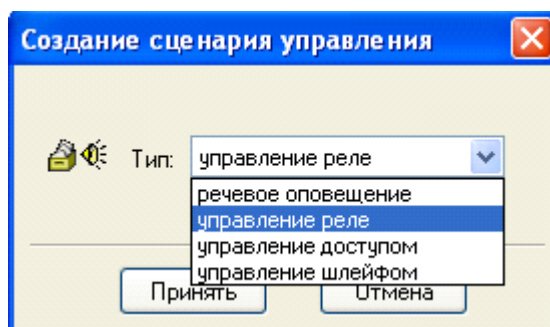 Создание сценария управления
Тип: управление реле
речевое оповещение
управление реле
управление доступом
управление шлейфом
Принять Отмена